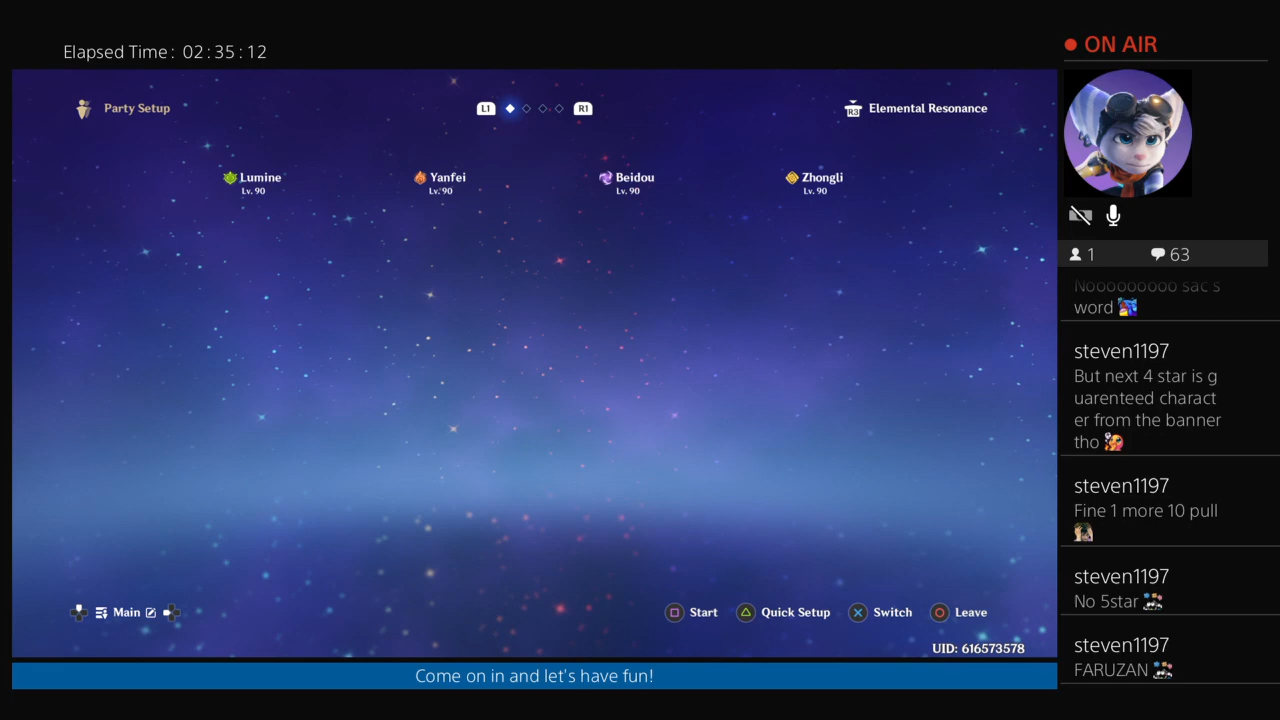 Elapsed Time: 02:35:12
ON AIR
Party Setup
L1
R1
R3
Elemental Resonance
Lumine
Lv. 90
Yanfei
Lv. 90
Beidou
Lv. 90
Zhongli
Lv. 90
1
63
Nooooooooo sac s
word
steven1197
But next 4 star is g
uarenteed charact
er from the banner
tho
steven1197
Fine 1 more 10 pull
steven1197
No 5star
steven1197
FARUZAN
Main
Start
Quick Setup
Switch
Leave
UID: 616573578
Come on in and let's have fun!